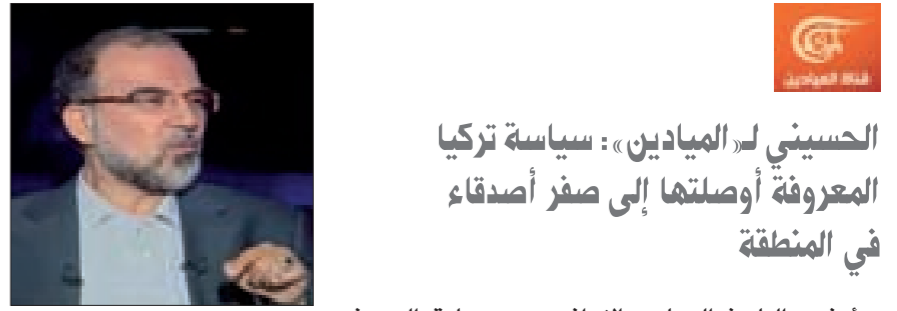 قناة الميادين
الحسيني لـ«الميادين»: سياسة تركيا
المعروفة أوصلتها إلى صفر أصدقاء
في المنطقة